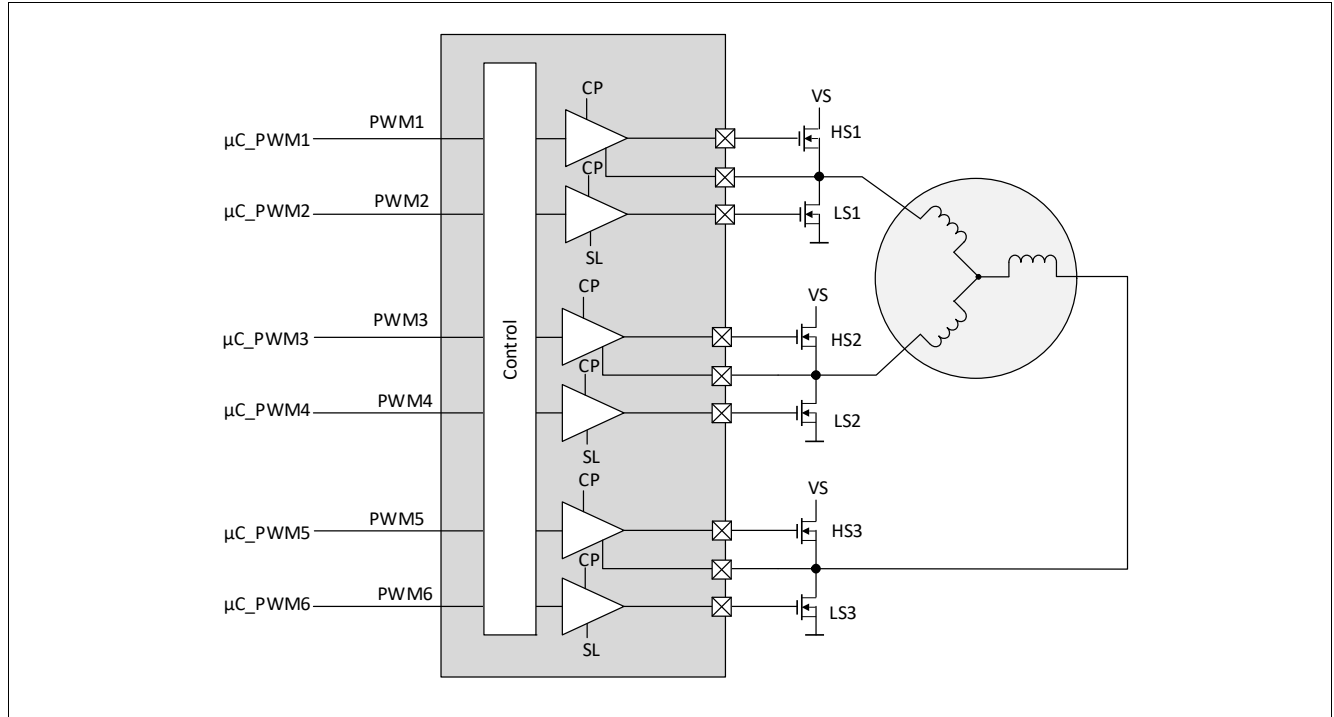 CP
VS
µC_PWM1
PWM1
HS1
CP
µC_PWM2
PWM2
LS1
SL
CP
VS
µC_PWM3
PWM3
HS2
Control
CP
µC_PWM4
PWM4
LS2
SL
CP
VS
µC_PWM5
PWM5
HS3
CP
µC_PWM6
PWM6
LS3
SL